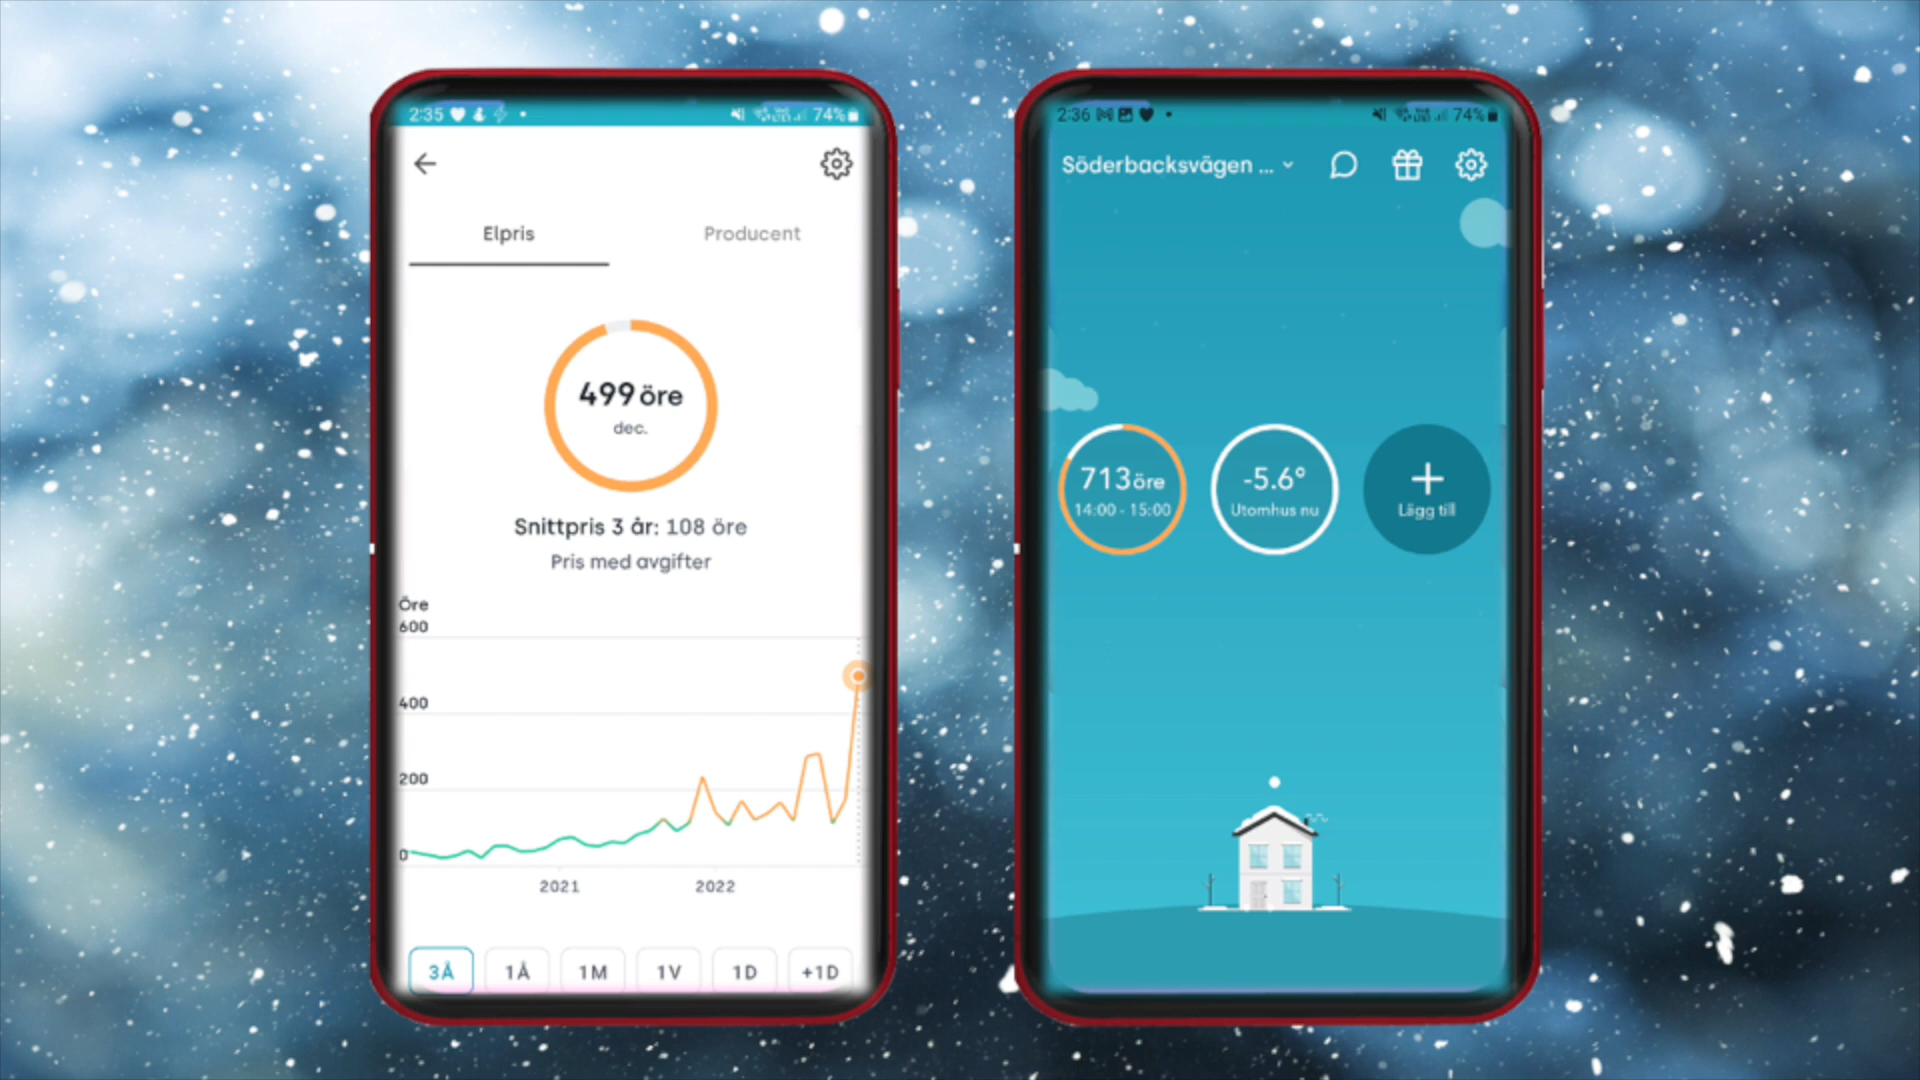 2:35
74%
Elpris
Producent
499 öre
dec.
Snittpris 3 år: 108 öre
Pris med avgifter
Öre
600
400
200
0
2021
2022
3Å
1Å
1M
1V
1D
+1D
2:36
74%
Söderbacksvägen ...
713 öre
14:00 - 15:00
-5.6°
Utomhus nu
+
Lägg till